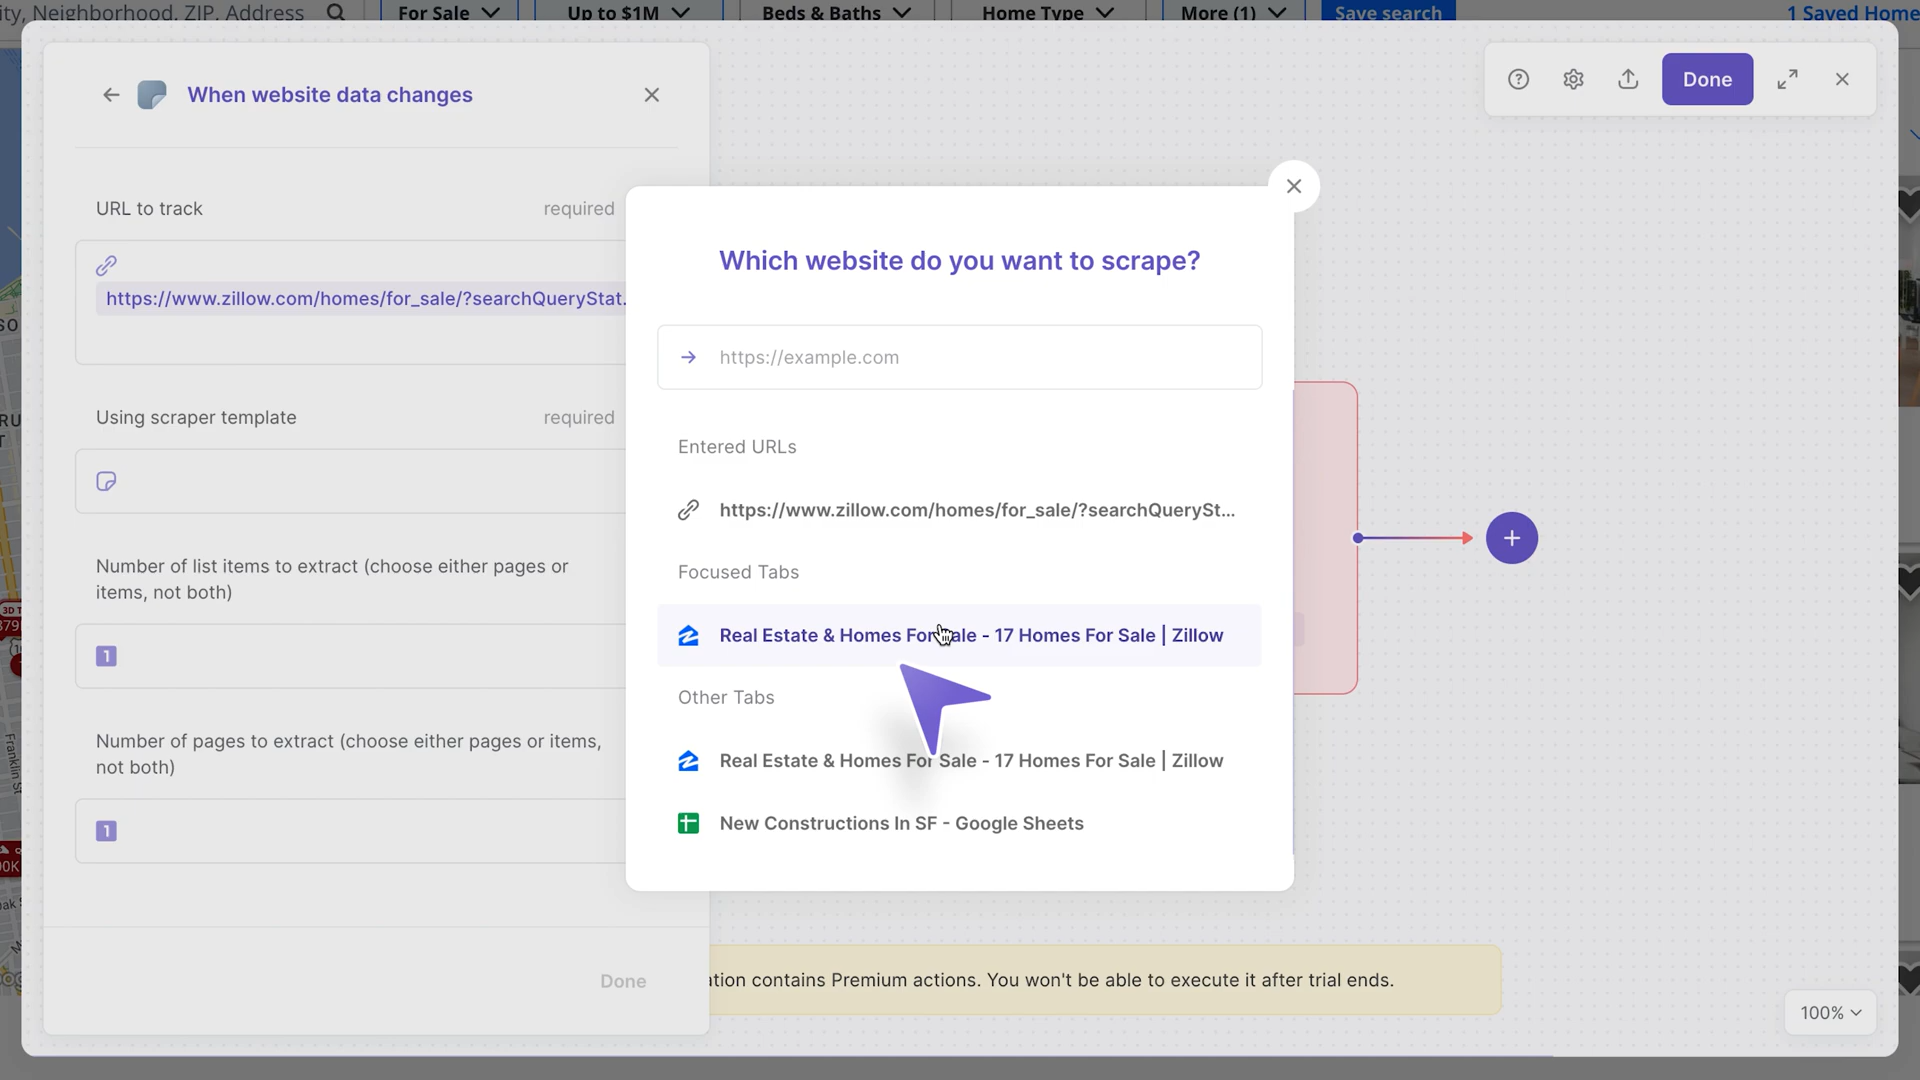 ity, Neighborhood, ZIP, Address
For Sale
Up to $1M
Beds & Baths
Home Type
More (1)
Save search
1 Saved Home
When website data changes
Done
URL to track
required
https://www.zillow.com/homes/for_sale/?searchQueryStat.
Using scraper template
required
Number of list items to extract (choose either pages or
items, not both)
1
Number of pages to extract (choose either pages or items,
not both)
1
Done
Which website do you want to scrape?
https://example.com
Entered URLs
https://www.zillow.com/homes/for_sale/?searchQuerySt...
Focused Tabs
Real Estate & Homes For Sale - 17 Homes For Sale | Zillow
Other Tabs
Real Estate & Homes For Sale - 17 Homes For Sale | Zillow
New Constructions In SF - Google Sheets
ation contains Premium actions. You won't be able to execute it after trial ends.
100%